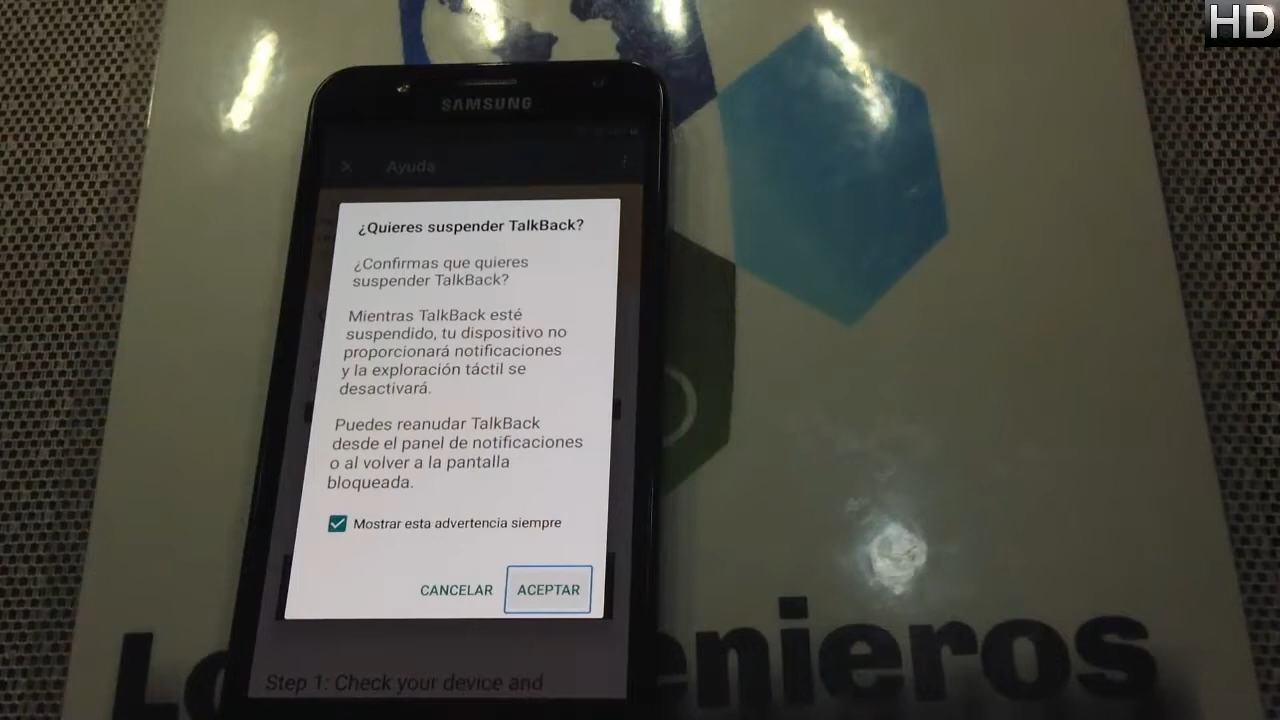 HD
SAMSUNG
Ayuda
¿Quieres suspender TalkBack?
¿Confirmas que quieres
suspender TalkBack?
Mientras TalkBack esté
suspendido, tu dispositivo no
proporcionará notificaciones
y la exploración táctil se
desactivará.
Puedes reanudar TalkBack
desde el panel de notificaciones
o al volver a la pantalla
bloqueada.
Mostrar esta advertencia siempre
CANCELAR ACEPTAR
Step 1: Check your device and